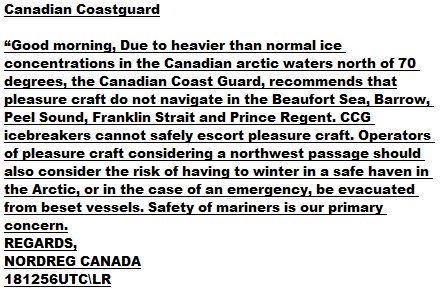 Canadian Coastguard
“Good morning, Due to heavier than normal ice
concentrations in the Canadian arctic waters north of 70
degrees, the Canadian Coast Guard, recommends that
pleasure craft do not navigate in the Beaufort Sea, Barrow,
Peel Sound, Franklin Strait and Prince Regent. CCG
icebreakers cannot safely escort pleasure craft. Operators
of pleasure craft considering a northwest passage should
also consider the risk of having to winter in a safe haven in
the Arctic, or in the case of an emergency, be evacuated
from beset vessels. Safety of mariners is our primary
concern.
REGARDS,
NORDREG CANADA
181256UTC\LR